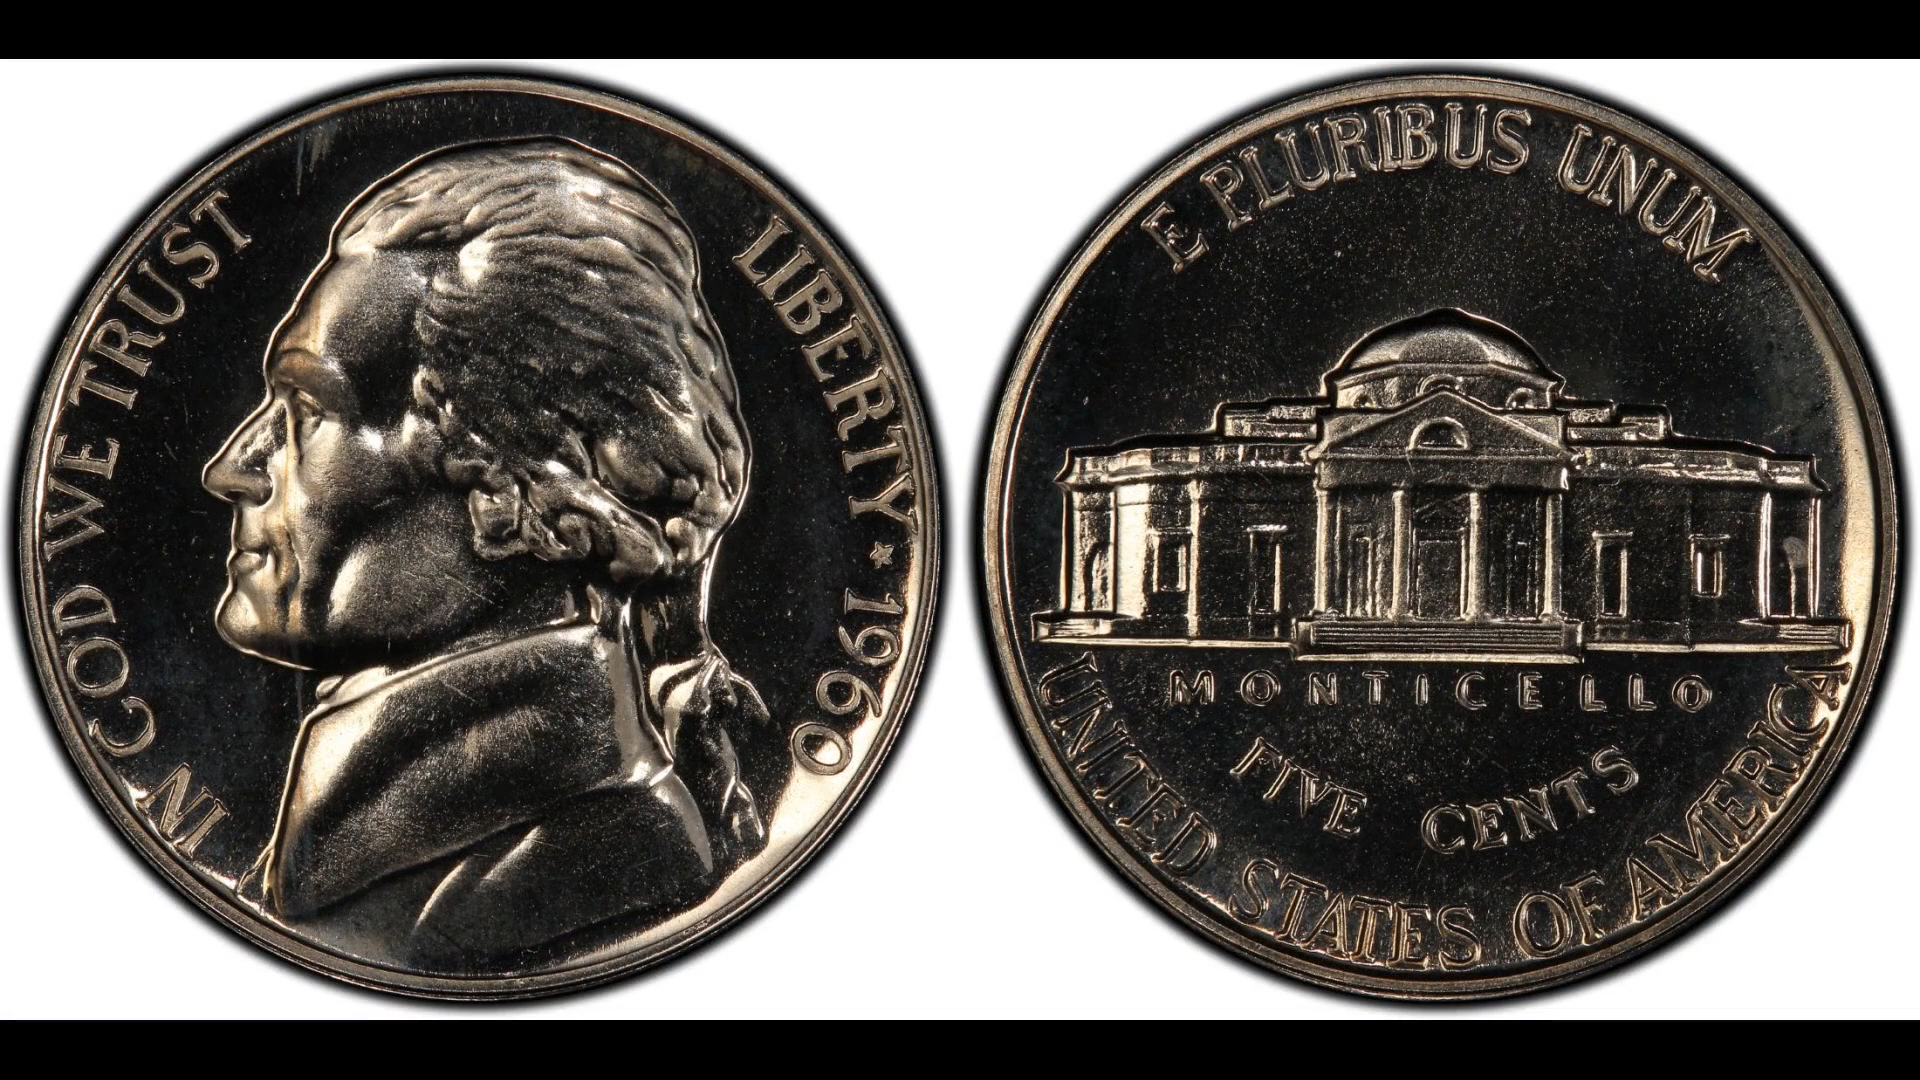 IN GOD WE TRUST
LIBERTY ★ 1960
E PLURIBUS UNUM
MONTICELLO
FIVE CENTS
UNITED STATES OF AMERICA